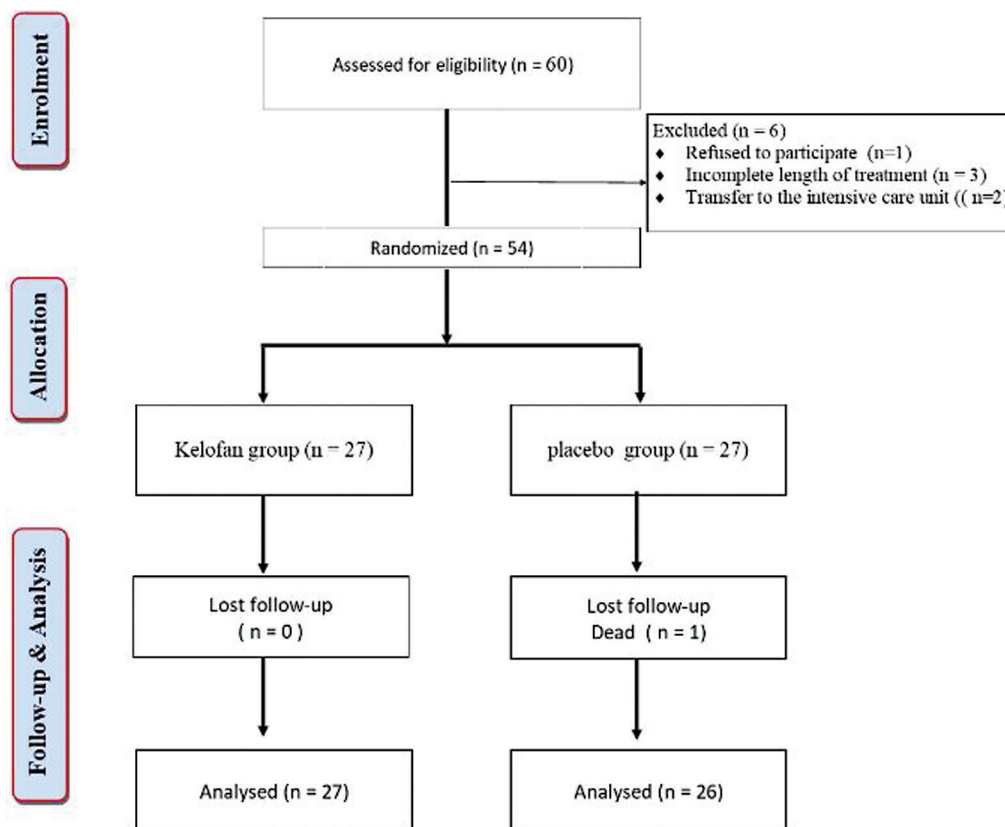 Enrolment
Assessed for eligibility (n = 60)
Excluded (n = 6)
♦ Refused to participate (n=1)
♦ Incomplete length of treatment (n = 3)
♦ Transfer to the intensive care unit (( n=2)
Randomized (n = 54)
Allocation
Kelofan group (n = 27)
placebo group (n = 27)
Follow-up & Analysis
Lost follow-up
( n = 0 )
Lost follow-up
Dead ( n = 1)
Analysed (n = 27)
Analysed (n = 26)